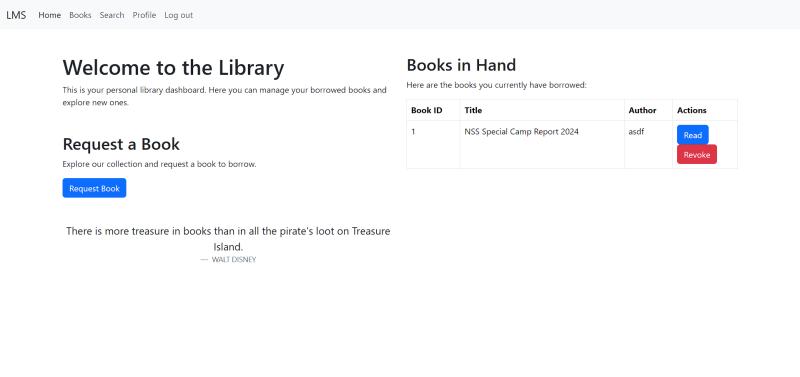 LMS Home Books Search Profile Log out
Welcome to the Library
This is your personal library dashboard. Here you can manage your borrowed books and
explore new ones.
Request a Book
Explore our collection and request a book to borrow.
Request Book
There is more treasure in books than in all the pirate's loot on Treasure
Island.
— WALT DISNEY
Books in Hand
Here are the books you currently have borrowed:
Book ID Title Author Actions
1 NSS Special Camp Report 2024 asdf Read
Revoke